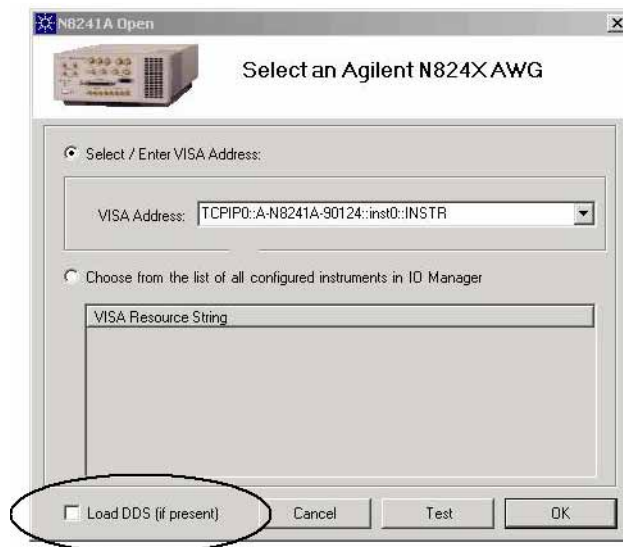 N8241A Open
Select an Agilent N824X AWG
Select / Enter VISA Address:
VISA Address: TCPIP0::A-N8241A-90124::inst0::INSTR
Choose from the list of all configured instruments in IO Manager
VISA Resource String
Load DDS (if present)
Cancel
Test
OK